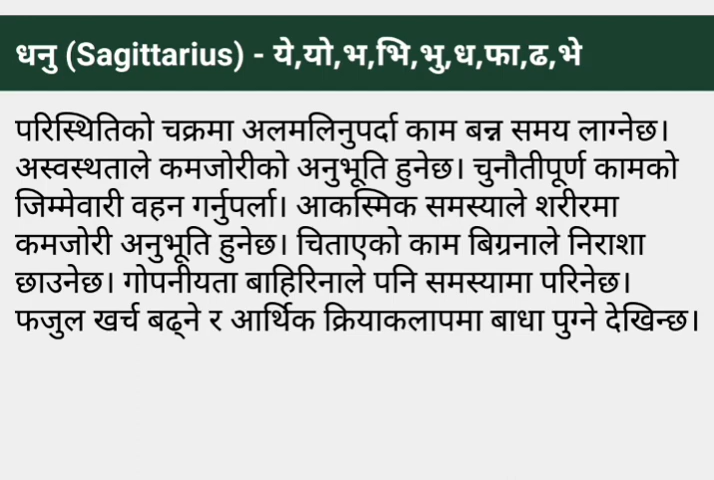 धनु (Sagittarius) - ये,यो,भ,भि,भु,ध,फा,ढ,भे
परिस्थितिको चक्रमा अलमलिनुपर्दा काम बन्न समय लाग्नेछ।
अस्वस्थताले कमजोरीको अनुभूति हुनेछ। चुनौतीपूर्ण कामको
जिम्मेवारी वहन गर्नुपर्ला। आकस्मिक समस्याले शरीरमा
कमजोरी अनुभूति हुनेछ। चिताएको काम बिग्रनाले निराशा
छाउनेछ। गोपनीयता बाहिरिनाले पनि समस्यामा परिनेछ।
फजुल खर्च बढ्ने र आर्थिक क्रियाकलापमा बाधा पुग्ने देखिन्छ।